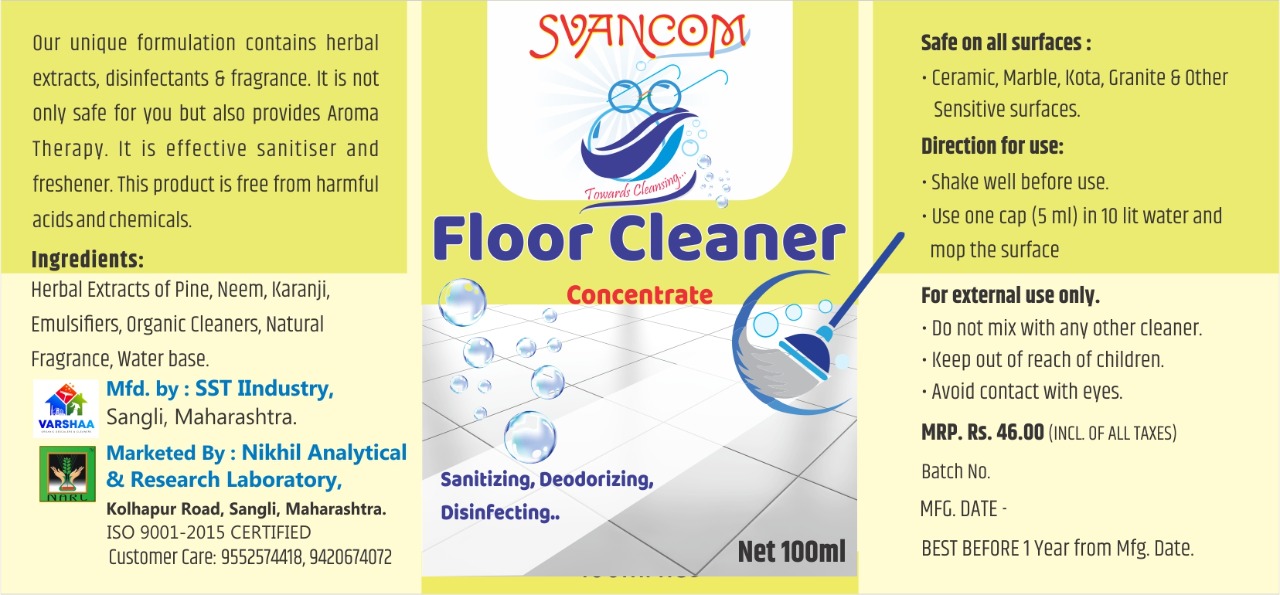 Our unique formulation contains herbal
extracts, disinfectants & fragrance. It is not
only safe for you but also provides Aroma
Therapy. It is effective sanitiser and
freshener. This product is free from harmful
acids and chemicals.
Ingredients:
Herbal Extracts of Pine, Neem, Karanji,
Emulsifiers, Organic Cleaners, Natural
Fragrance, Water base.
VARSHAA
Mfd. by : SST IIndustry,
Sangli, Maharashtra.
NARL
Marketed By : Nikhil Analytical
& Research Laboratory,
Kolhapur Road, Sangli, Maharashtra.
ISO 9001-2015 CERTIFIED
Customer Care: 9552574418, 9420674072
SVANCOM
Towards Cleansing...
Floor Cleaner
Concentrate
Sanitizing, Deodorizing,
Disinfecting..
Net 100ml
Safe on all surfaces :
• Ceramic, Marble, Kota, Granite & Other
Sensitive surfaces.
Direction for use:
• Shake well before use.
• Use one cap (5 ml) in 10 lit water and
mop the surface
For external use only.
• Do not mix with any other cleaner.
• Keep out of reach of children.
• Avoid contact with eyes.
MRP. Rs. 46.00 (INCL. OF ALL TAXES)
Batch No.
MFG. DATE -
BEST BEFORE 1 Year from Mfg. Date.